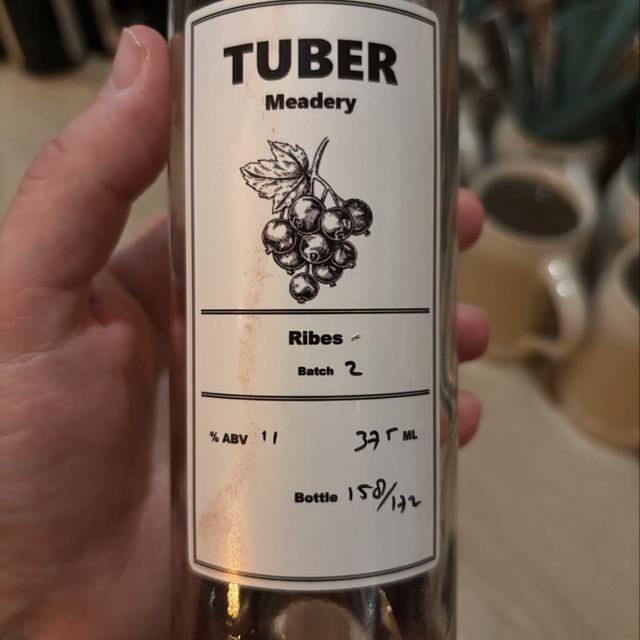 TUBER
Meadery
Ribes -
Batch 2
% ABV 11
375 ML
Bottle 158/172